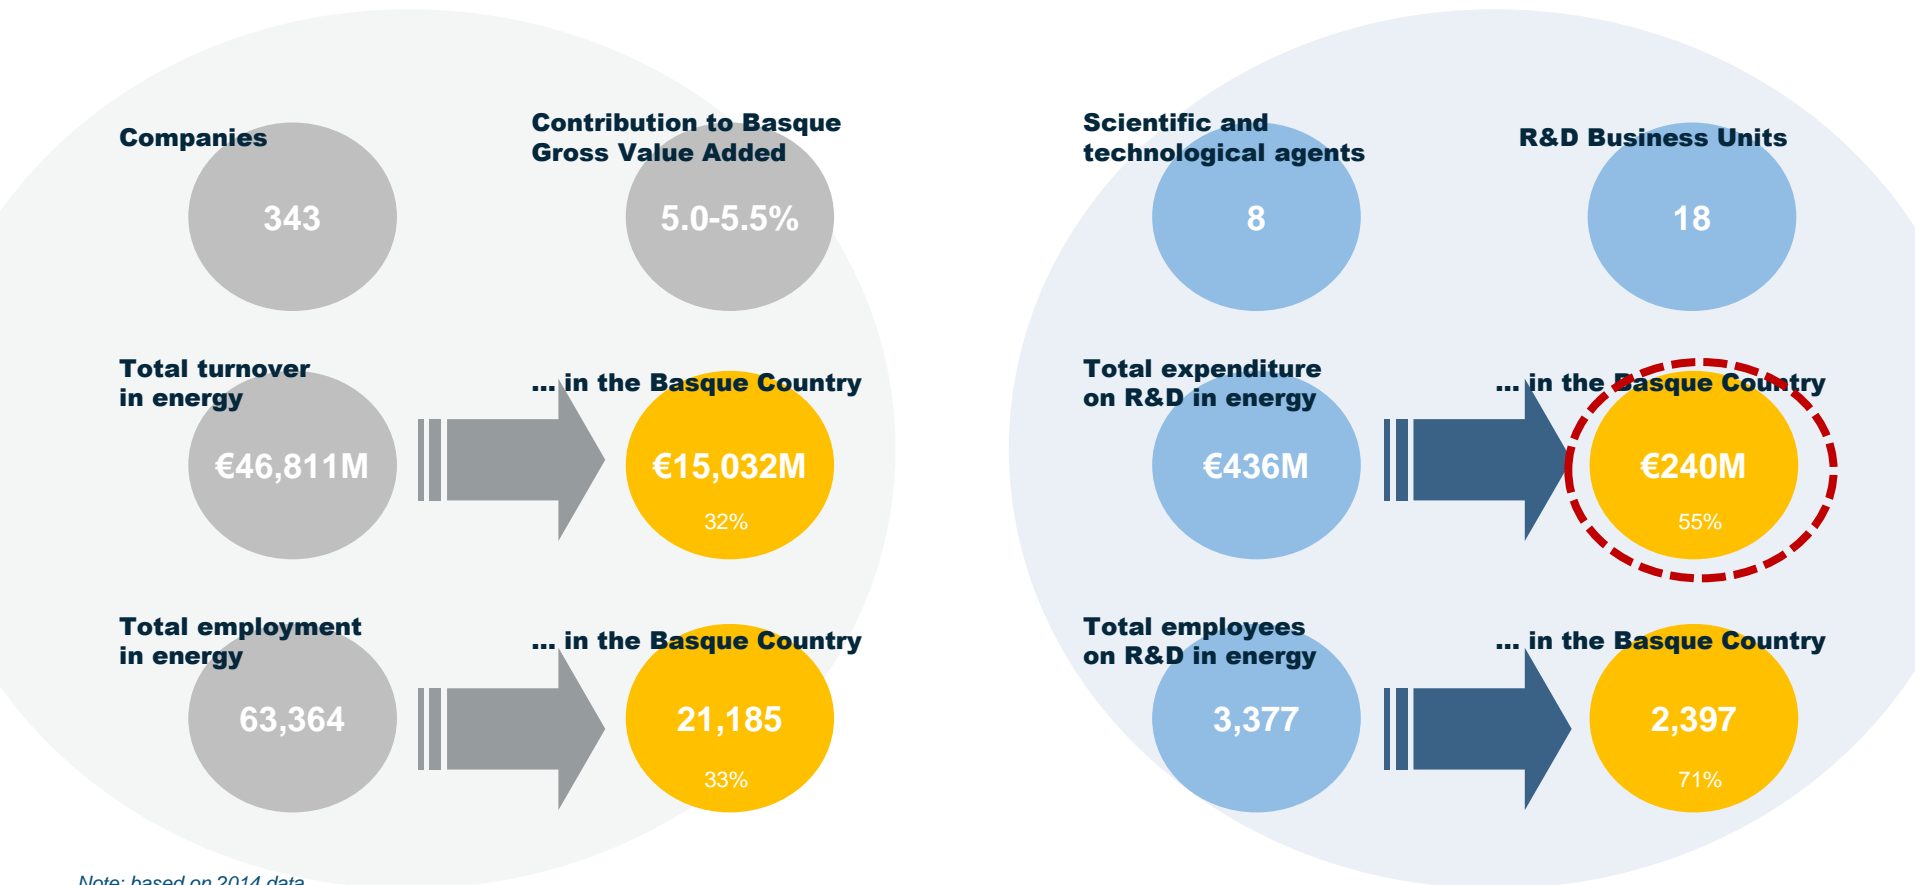 Companies
343
Contribution to Basque
Gross Value Added
5.0-5.5%
Total turnover
in energy
€46,811M
... in the Basque Country
€15,032M
32%
Total employment
in energy
63,364
... in the Basque Country
21,185
33%
Scientific and
technological agents
8
R&D Business Units
18
Total expenditure
on R&D in energy
€436M
... in the Basque Country
€240M
55%
Total employees
on R&D in energy
3,377
... in the Basque Country
2,397
71%
Note: based on 2014 data